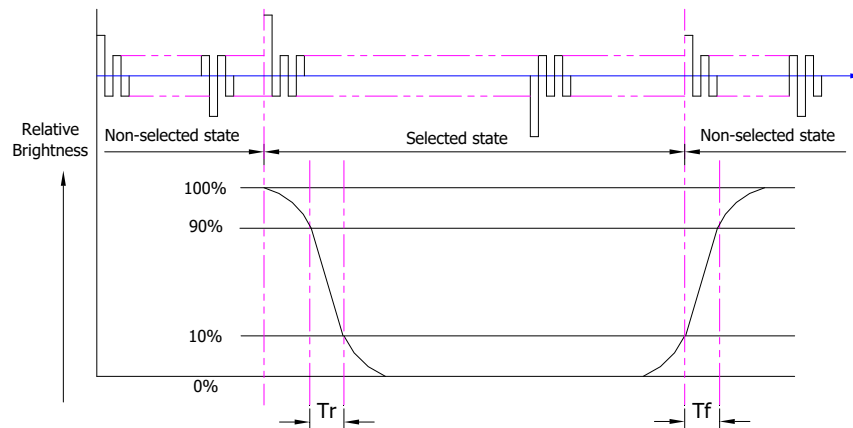 Relative
Brightness
Non-selected state
Selected state
Non-selected state
100%
90%
10%
0%
Tr
Tf